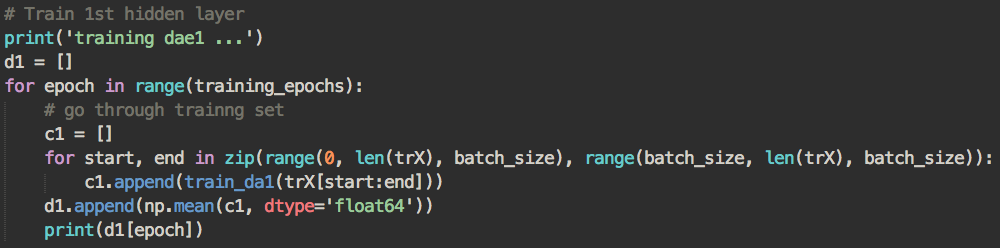 # Train 1st hidden layer
print('training dae1 ...')
d1 = []
for epoch in range(training_epochs):
    # go through trainng set
    c1 = []
    for start, end in zip(range(0, len(trX), batch_size), range(batch_size, len(trX), batch_size)):
        c1.append(train_da1(trX[start:end]))
    d1.append(np.mean(c1, dtype='float64'))
    print(d1[epoch])